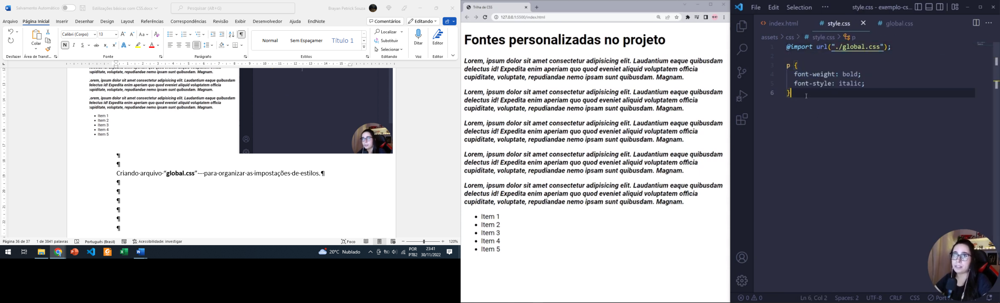 Salvamento Automático
Estilizações básicas com CSS.docx
Pesquisar (Alt+G)
Brayan Petrick Souza
Arquivo Página Inicial Inserir Desenhar Design Layout Referências Correspondências Revisão Exibir Desenvolvedor Ajuda EndNote
Comentários
Editando
Colar
Calibri (Corpo) 13
Normal
Sem Espaçamer
Título 1
Localizar
Substituir
Selecionar
Ditar
Editor
Desfazer Área de Transf... Fonte Parágrafo Estilos Editando Voz Editor
cupiditate, voluptate, repudiandae nemo ipsam sunt quibusdam. Magnam.
.orem, ipsum dolor sit amet consectetur adipisicing elit. Laudantium eaque quibusdam
delectus id! Expedita enim aperiam quo quod eveniet aliquid voluptatem officia
cupiditate, voluptate, repudiandae nemo ipsam sunt quibusdam. Magnam.
.orem, ipsum dolor sit amet consectetur adipisicing elit. Laudantium eaque quibusdam
delectus id! Expedita enim aperiam quo quod eveniet aliquid voluptatem officia
cupiditate, voluptate, repudiandae nemo ipsam sunt quibusdam. Magnam.
• Item 1
• Item 2
• Item 3
• Item 4
• Item 5
¶
¶
Criando·arquivo·“global.css”·–·para·organizar·as·impostações·de·estilos.¶
¶
¶
¶
¶
¶
¶
Página 36 de 37 1 de 3841 palavras Português (Brasil) Acessibilidade: investigar
Foco
120%
20°C Nublado
POR
PTB2
23:41
30/11/2022
Trilha de CSS
127.0.0.1:5500/index.html
Fontes personalizadas no projeto
Lorem, ipsum dolor sit amet consectetur adipisicing elit. Laudantium eaque quibusdam
delectus id! Expedita enim aperiam quo quod eveniet aliquid voluptatem officia
cupiditate, voluptate, repudiandae nemo ipsam sunt quibusdam. Magnam.
Lorem, ipsum dolor sit amet consectetur adipisicing elit. Laudantium eaque quibusdam
delectus id! Expedita enim aperiam quo quod eveniet aliquid voluptatem officia
cupiditate, voluptate, repudiandae nemo ipsam sunt quibusdam. Magnam.
Lorem, ipsum dolor sit amet consectetur adipisicing elit. Laudantium eaque quibusdam
delectus id! Expedita enim aperiam quo quod eveniet aliquid voluptatem officia
cupiditate, voluptate, repudiandae nemo ipsam sunt quibusdam. Magnam.
Lorem, ipsum dolor sit amet consectetur adipisicing elit. Laudantium eaque quibusdam
delectus id! Expedita enim aperiam quo quod eveniet aliquid voluptatem officia
cupiditate, voluptate, repudiandae nemo ipsam sunt quibusdam. Magnam.
Lorem, ipsum dolor sit amet consectetur adipisicing elit. Laudantium eaque quibusdam
delectus id! Expedita enim aperiam quo quod eveniet aliquid voluptatem officia
cupiditate, voluptate, repudiandae nemo ipsam sunt quibusdam. Magnam.
• Item 1
• Item 2
• Item 3
• Item 4
• Item 5
File Edit Selection ··· style.css - exemplo-cs...
index.html
# style.css
# global.css
assets > css > # style.css > p
1 @import url("./global.css");
2
3 p {
4 font-weight: bold;
5 font-style: italic;
6 }
0 0 Ln 6, Col 2 Spaces: 2 UTF-8 CRLF CSS Port